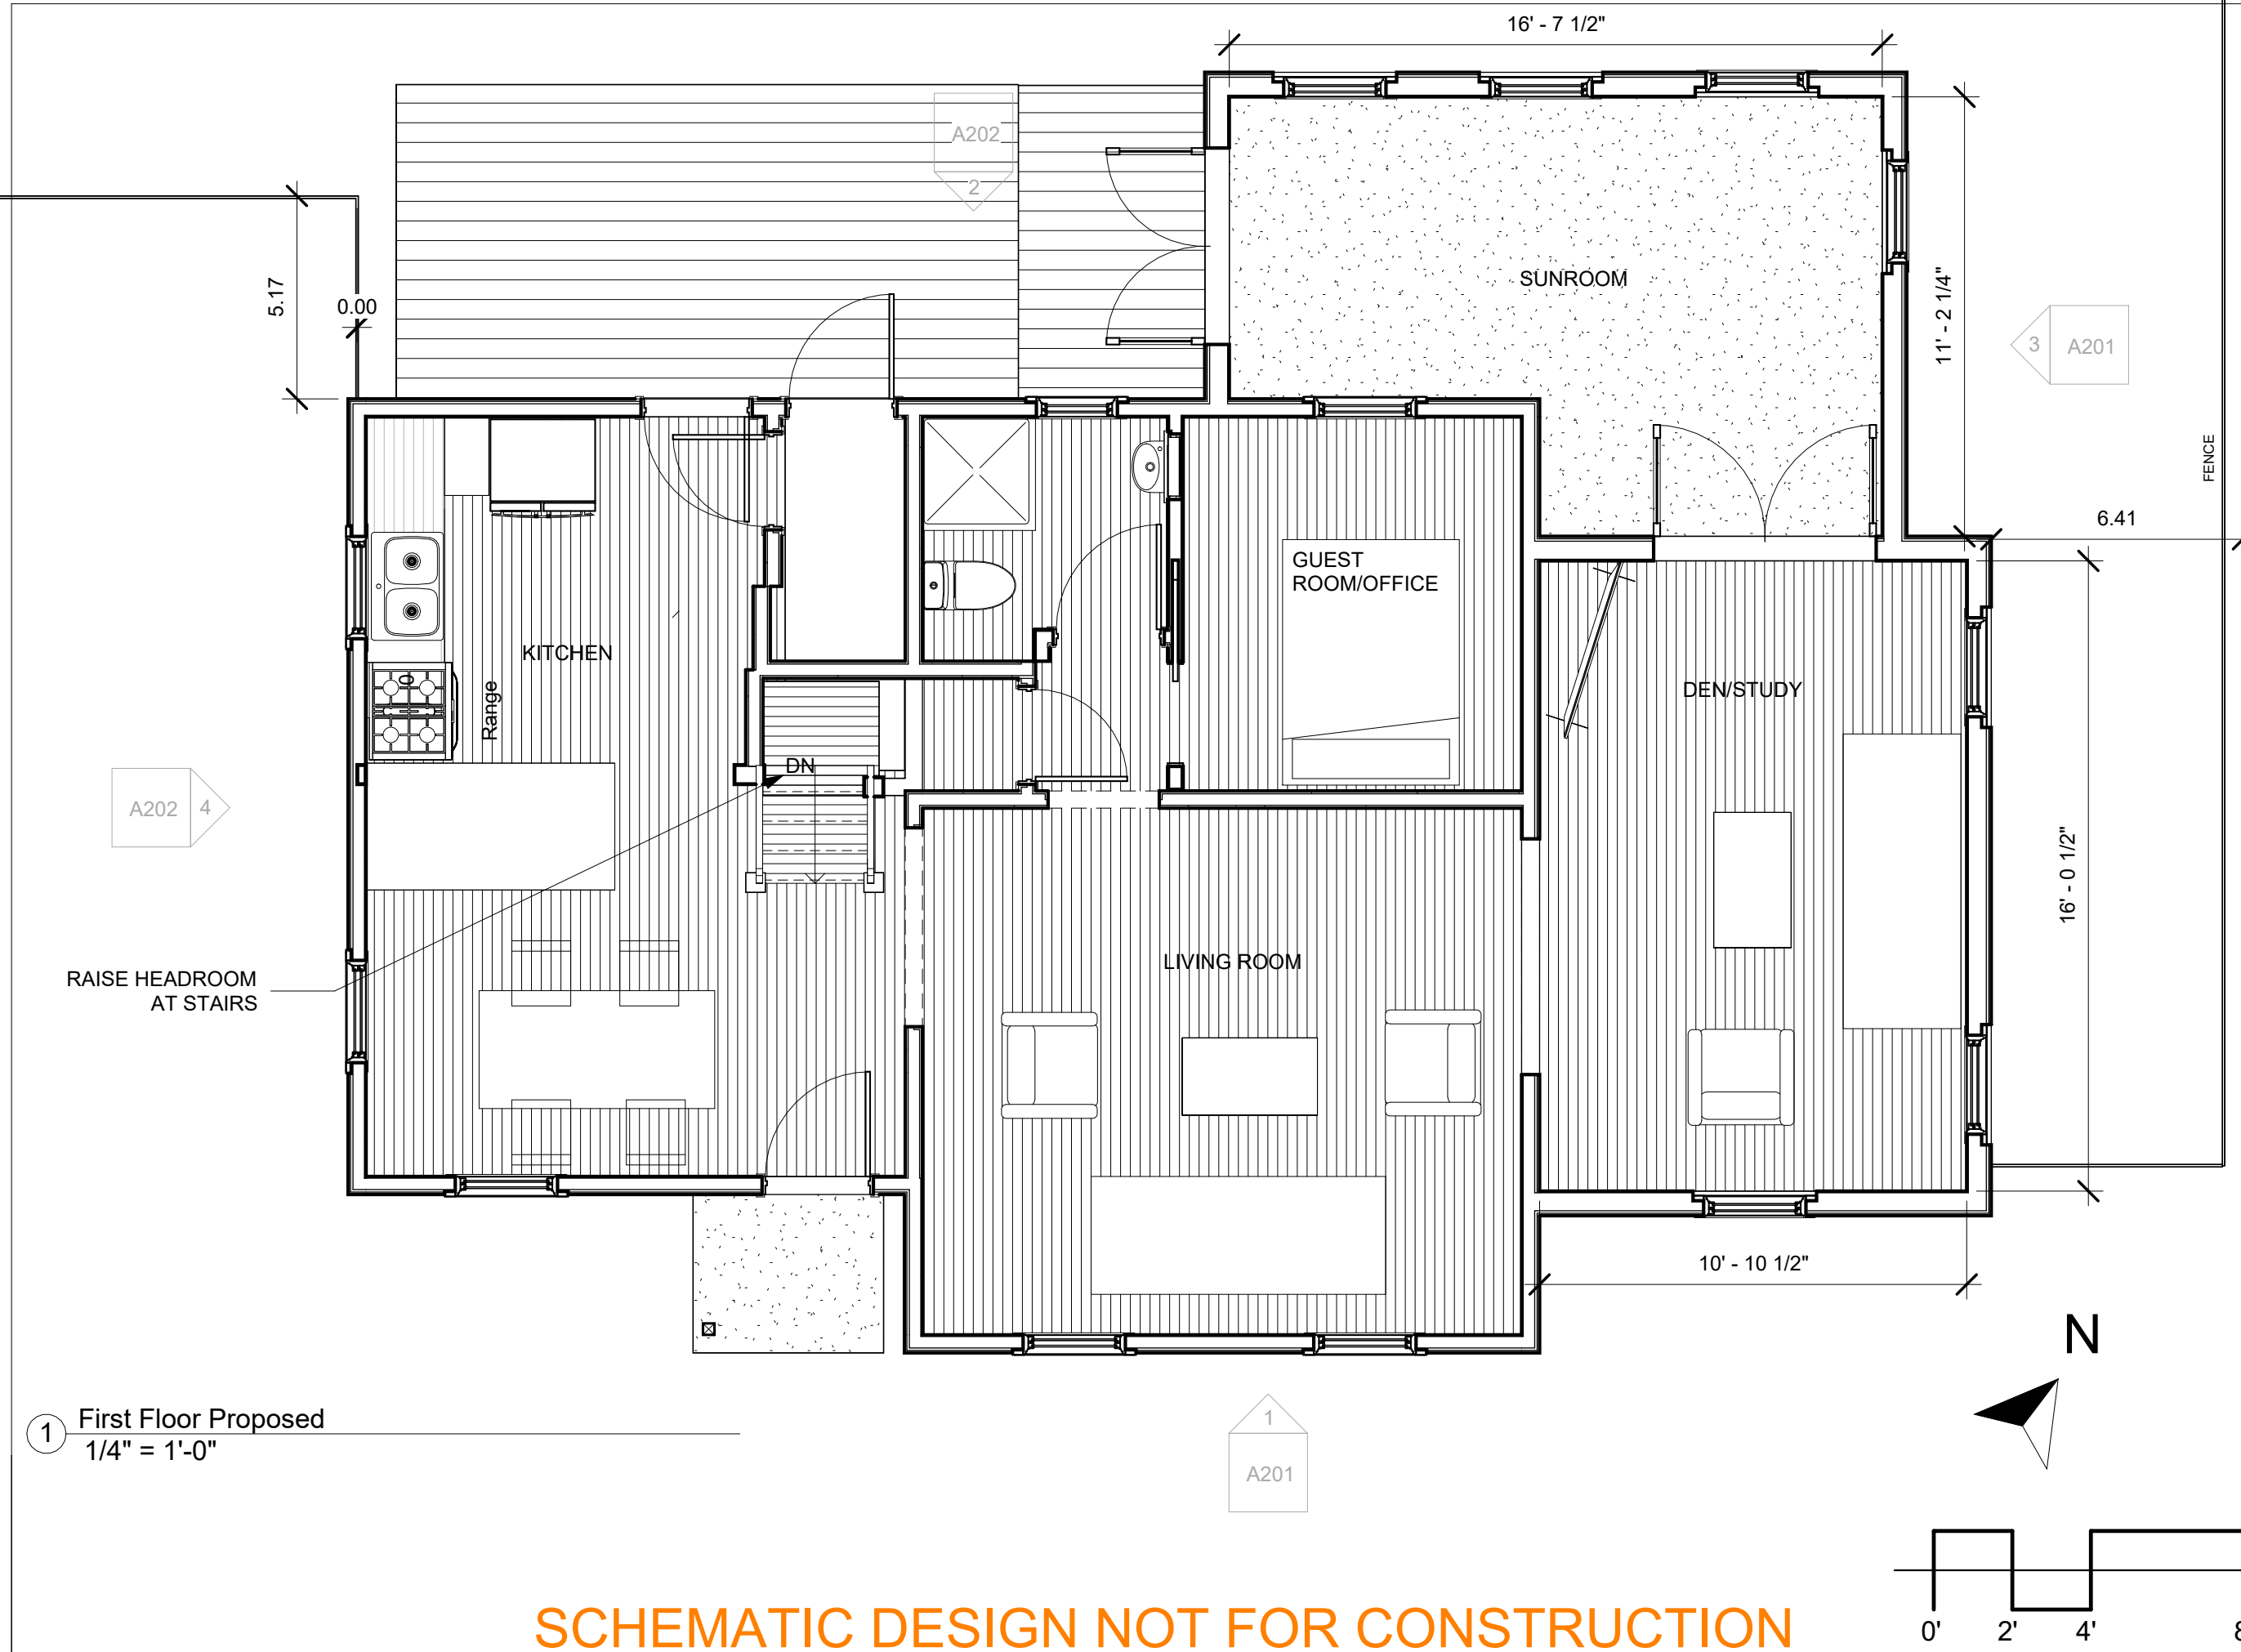 16' - 7 1/2"
A202
2
5.17
0.00
SUNROOM
11' - 2 1/4"
3
A201
FENCE
6.41
GUEST
ROOM/OFFICE
KITCHEN
Range
0
DEN/STUDY
DN
A202
4
16' - 0 1/2"
RAISE HEADROOM
AT STAIRS
LIVING ROOM
10' - 10 1/2"
N
1
A201
1
First Floor Proposed
1/4" = 1'-0"
SCHEMATIC DESIGN NOT FOR CONSTRUCTION
0'
2'
4'